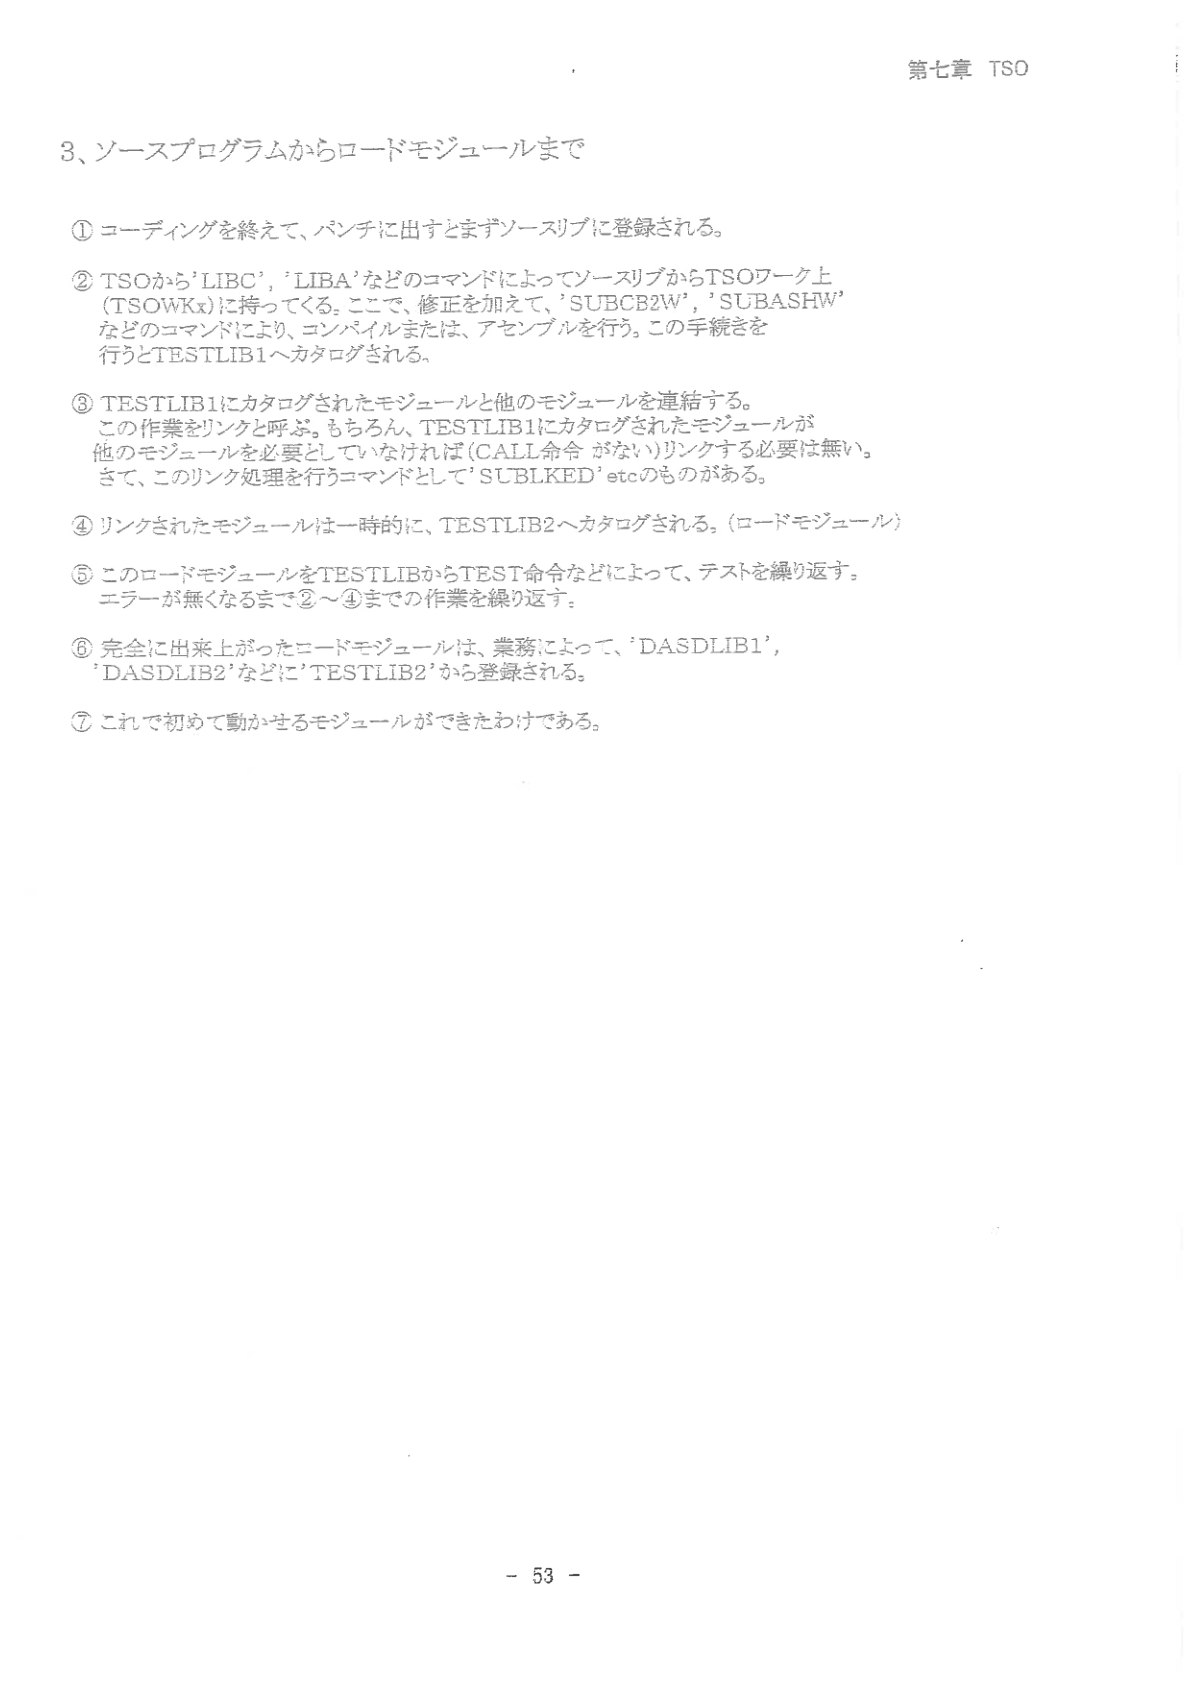 第七章 TSO
3、ソースプログラムからロードモジュールまで
① コーディングを終えて、パンチに出すとまずソースリブに登録される。
② TSOから'LIBC', 'LIBA'などのコマンドによってソースリブからTSOワーク上
(TSOWKx)に持ってくる。ここで、修正を加えて、'SUBCB2W', 'SUBASHW'
などのコマンドにより、コンパイルまたは、アセンブルを行う。この手続きを
行うとTESTLIB1へカタログされる。
③ TESTLIB1にカタログされたモジュールと他のモジュールを連結する。
この作業をリンクと呼ぶ。もちろん、TESTLIB1にカタログされたモジュールが
他のモジュールを必要としていなければ(CALL命令 がない)リンクする必要は無い。
さて、このリンク処理を行うコマンドとして'SUBLKED'etcのものがある。
④ リンクされたモジュールは一時的に、TESTLIB2へカタログされる。(ロードモジュール)
⑤ このロードモジュールをTESTLIBからTEST命令などによって、テストを繰り返す。
エラーが無くなるまで②～④までの作業を繰り返す。
⑥ 完全に出来上がったロードモジュールは、業務によって、'DASDLIB1',
'DASDLIB2'などに'TESTLIB2'から登録される。
⑦ これで初めて動かせるモジュールができたわけである。
- 53 -